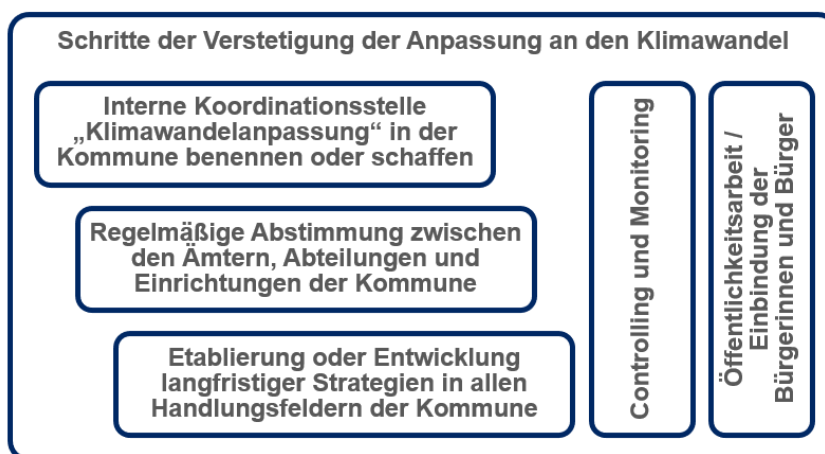 Schritte der Verstetigung der Anpassung an den Klimawandel
Interne Koordinationsstelle
„Klimawandelanpassung“ in der
Kommune benennen oder schaffen
Regelmäßige Abstimmung zwischen
den Ämtern, Abteilungen und
Einrichtungen der Kommune
Etablierung oder Entwicklung
langfristiger Strategien in allen
Handlungsfeldern der Kommune
Controlling und Monitoring
Öffentlichkeitsarbeit /
Einbindung der
Bürgerinnen und Bürger